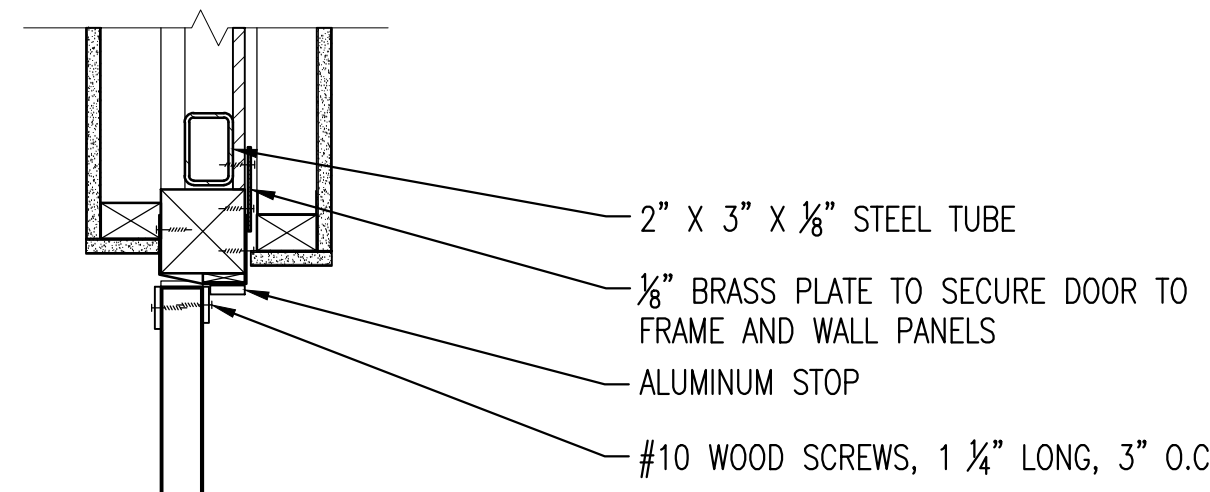 2” X 3” X ⅛” STEEL TUBE
⅛” BRASS PLATE TO SECURE DOOR TO
FRAME AND WALL PANELS
ALUMINUM STOP
#10 WOOD SCREWS, 1 ¼” LONG, 3” O.C